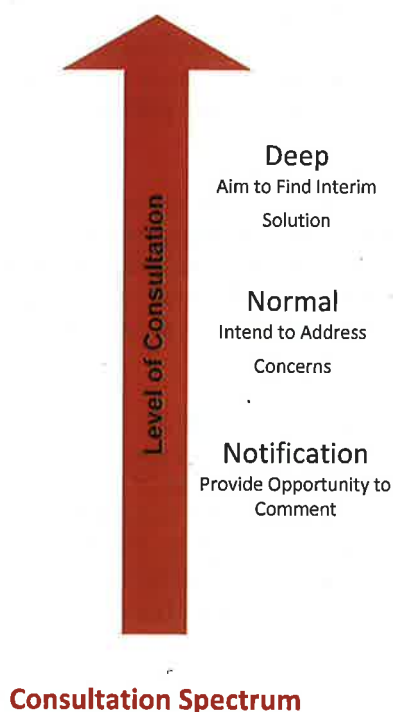 Deep
Aim to Find Interim
Solution
Normal
Intend to Address
Concerns
Notification
Provide Opportunity to
Comment
Level of Consultation
Consultation Spectrum